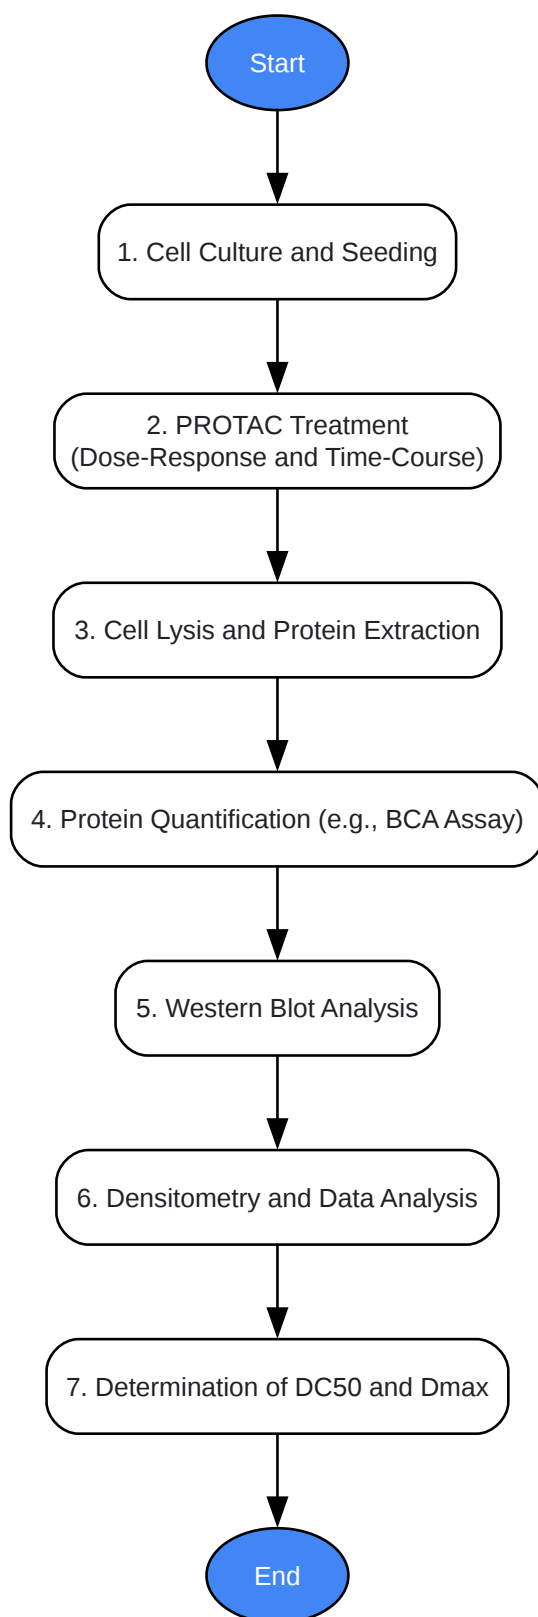 Start
1. Cell Culture and Seeding
2. PROTAC Treatment
(Dose-Response and Time-Course)
3. Cell Lysis and Protein Extraction
4. Protein Quantification (e.g., BCA Assay)
5. Western Blot Analysis
6. Densitometry and Data Analysis
7. Determination of DC50 and Dmax
End